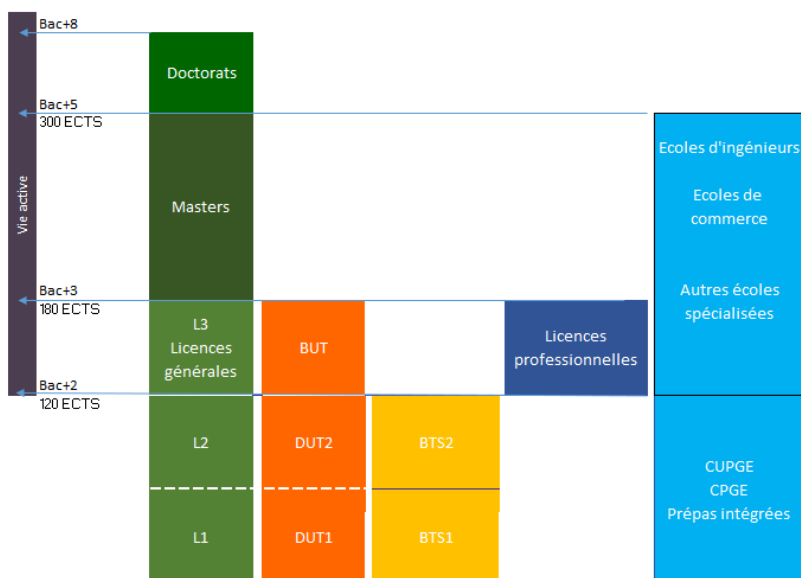 Bac+8
Doctorats
Bac+5
300 ECTS
Ecoles d'ingénieurs
Ecoles de
commerce
Autres écoles
spécialisées
Masters
Vie active
Bac+3
180 ECTS
L3
Licences
générales
BUT
Licences
professionnelles
Bac+2
120 ECTS
L2
DUT2
BTS2
CUPGE
CPGE
Prépas intégrées
L1
DUT1
BTS1